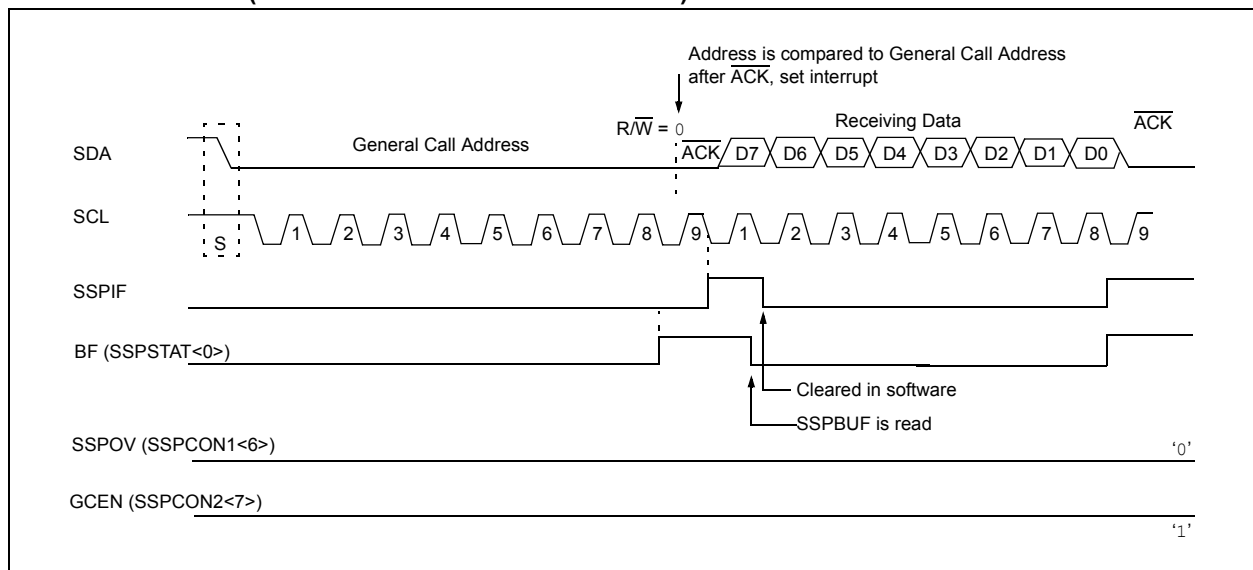 Address is compared to General Call Address
after ACK, set interrupt
R/W = 0
Receiving Data
ACK
SDA
General Call Address
ACK D7 D6 D5 D4 D3 D2 D1 D0
SCL
S
1 2 3 4 5 6 7 8 9 1 2 3 4 5 6 7 8 9
SSPIF
BF (SSPSTAT<0>)
Cleared in software
SSPBUF is read
SSPOV (SSPCON1<6>)
‘0’
GCEN (SSPCON2<7>)
‘1’